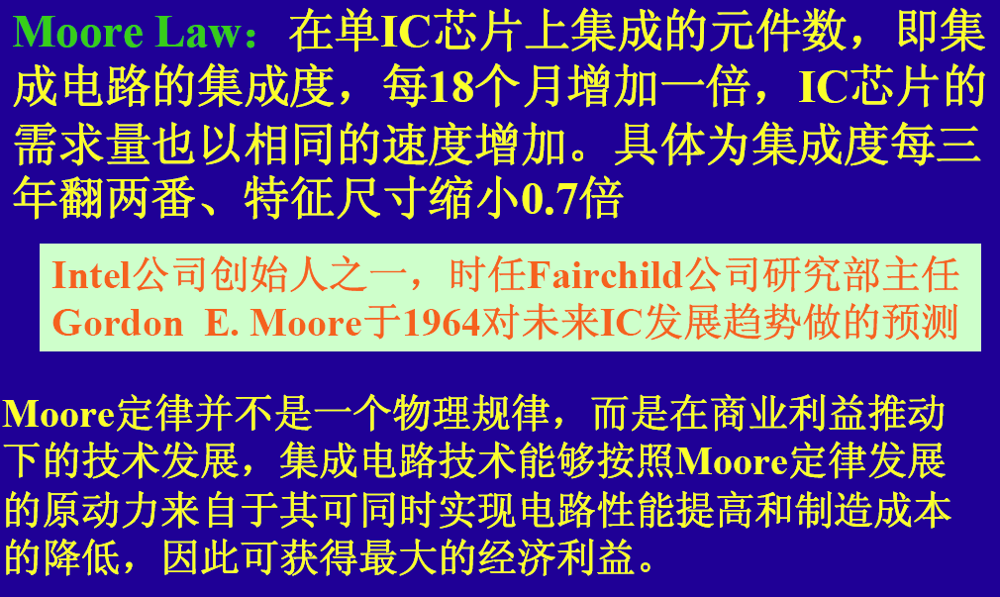 Moore Law：在单IC芯片上集成的元件数，即集
成电路的集成度，每18个月增加一倍，IC芯片的
需求量也以相同的速度增加。具体为集成度每三
年翻两番、特征尺寸缩小0.7倍
Intel公司创始人之一，时任Fairchild公司研究部主任
Gordon E. Moore于1964对未来IC发展趋势做的预测
Moore定律并不是一个物理规律，而是在商业利益推动
下的技术发展，集成电路技术能够按照Moore定律发展
的原动力来自于其可同时实现电路性能提高和制造成本
的降低，因此可获得最大的经济利益。